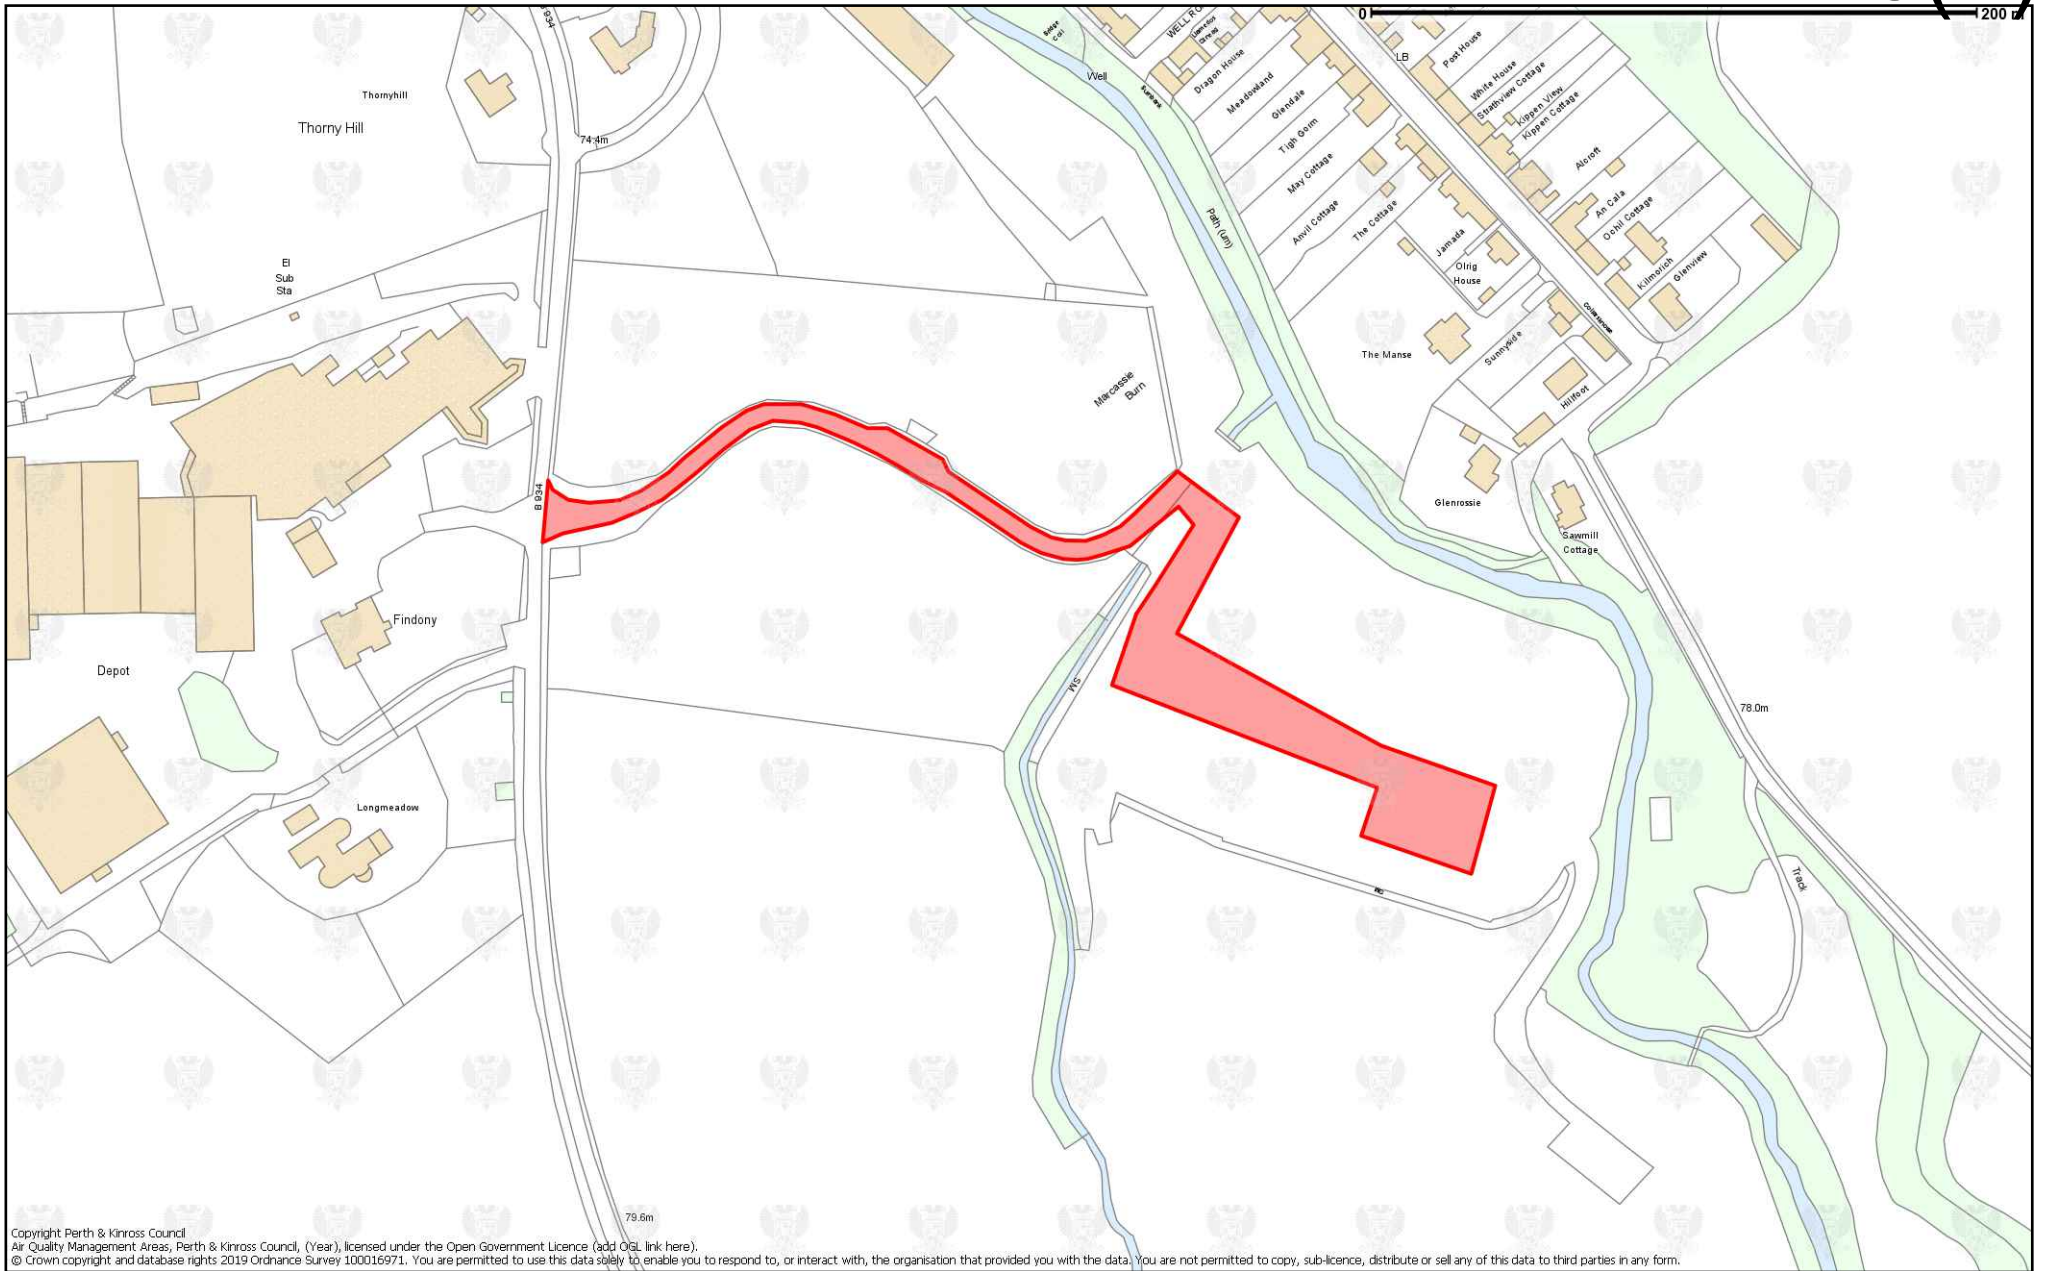 B 934
0
200 m
WELL RO
LB
Post House
White House
Strathview Cottage
Kippen View
Kippen Cottage
Well
Burnbank
Dragon House
Meadowland
Glendale
Tigh Gorm
May Cottage
Anvil Cottage
The Cottage
Alcroft
An Cala
Ochil Cottage
Kilmorich
Glenview
Jamada
Olrig
House
Thornyhill
Thorny Hill
74.4m
Path (um)
El
Sub
Sta
The Manse
Sunnyside
Hillfoot
Marcassie
Burn
B 934
Glenrossie
Sawmill
Cottage
Findony
Depot
SM
78.0m
Longmeadow
Track
79.6m
Copyright Perth & Kinross Council
Air Quality Management Areas, Perth & Kinross Council, (Year), licensed under the Open Government Licence (add OGL link here).
© Crown copyright and database rights 2019 Ordnance Survey 100016971. You are permitted to use this data solely to enable you to respond to, or interact with, the organisation that provided you with the data. You are not permitted to copy, sub-licence, distribute or sell any of this data to third parties in any form.